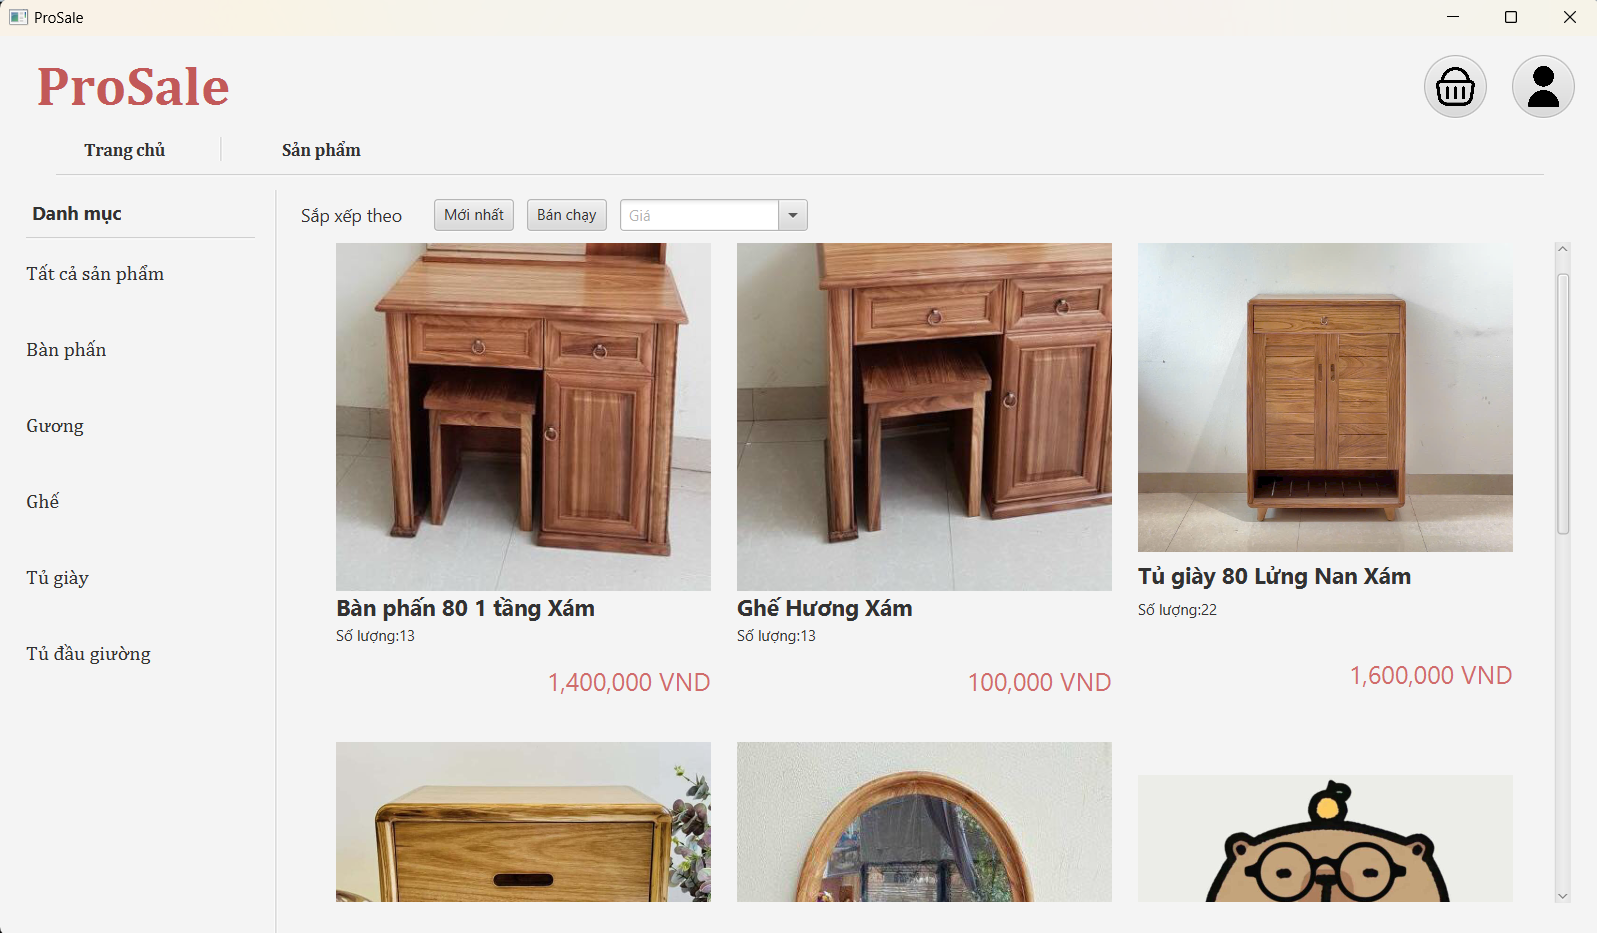 ProSale
ProSale
Trang chủ
Sản phẩm
Danh mục
Tất cả sản phẩm
Bàn phấn
Gương
Ghế
Tủ giày
Tủ đầu giường
Sắp xếp theo
Mới nhất
Bán chạy
Giá
Bàn phấn 80 1 tầng Xám
Số lượng:13
1,400,000 VND
Ghế Hương Xám
Số lượng:13
100,000 VND
Tủ giày 80 Lửng Nan Xám
Số lượng:22
1,600,000 VND